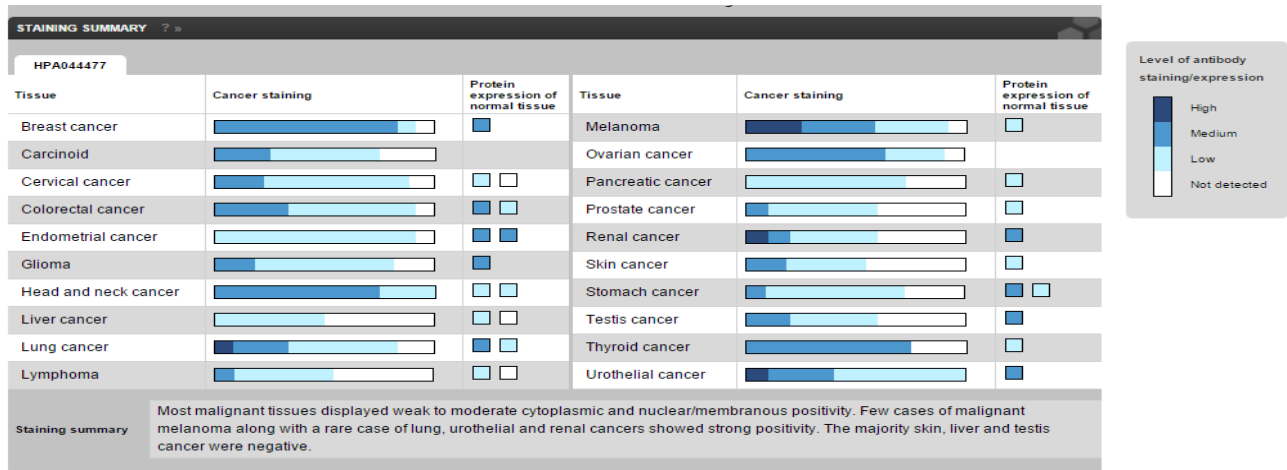 STAINING SUMMARY ? »
HPA044477
Tissue Cancer staining Protein expression of normal tissue Tissue Cancer staining Protein expression of normal tissue
Breast cancer Melanoma
Carcinoid Ovarian cancer
Cervical cancer Pancreatic cancer
Colorectal cancer Prostate cancer
Endometrial cancer Renal cancer
Glioma Skin cancer
Head and neck cancer Stomach cancer
Liver cancer Testis cancer
Lung cancer Thyroid cancer
Lymphoma Urothelial cancer
Staining summary
Most malignant tissues displayed weak to moderate cytoplasmic and nuclear/membranous positivity. Few cases of malignant
melanoma along with a rare case of lung, urothelial and renal cancers showed strong positivity. The majority skin, liver and testis
cancer were negative.
Level of antibody
staining/expression
High
Medium
Low
Not detected